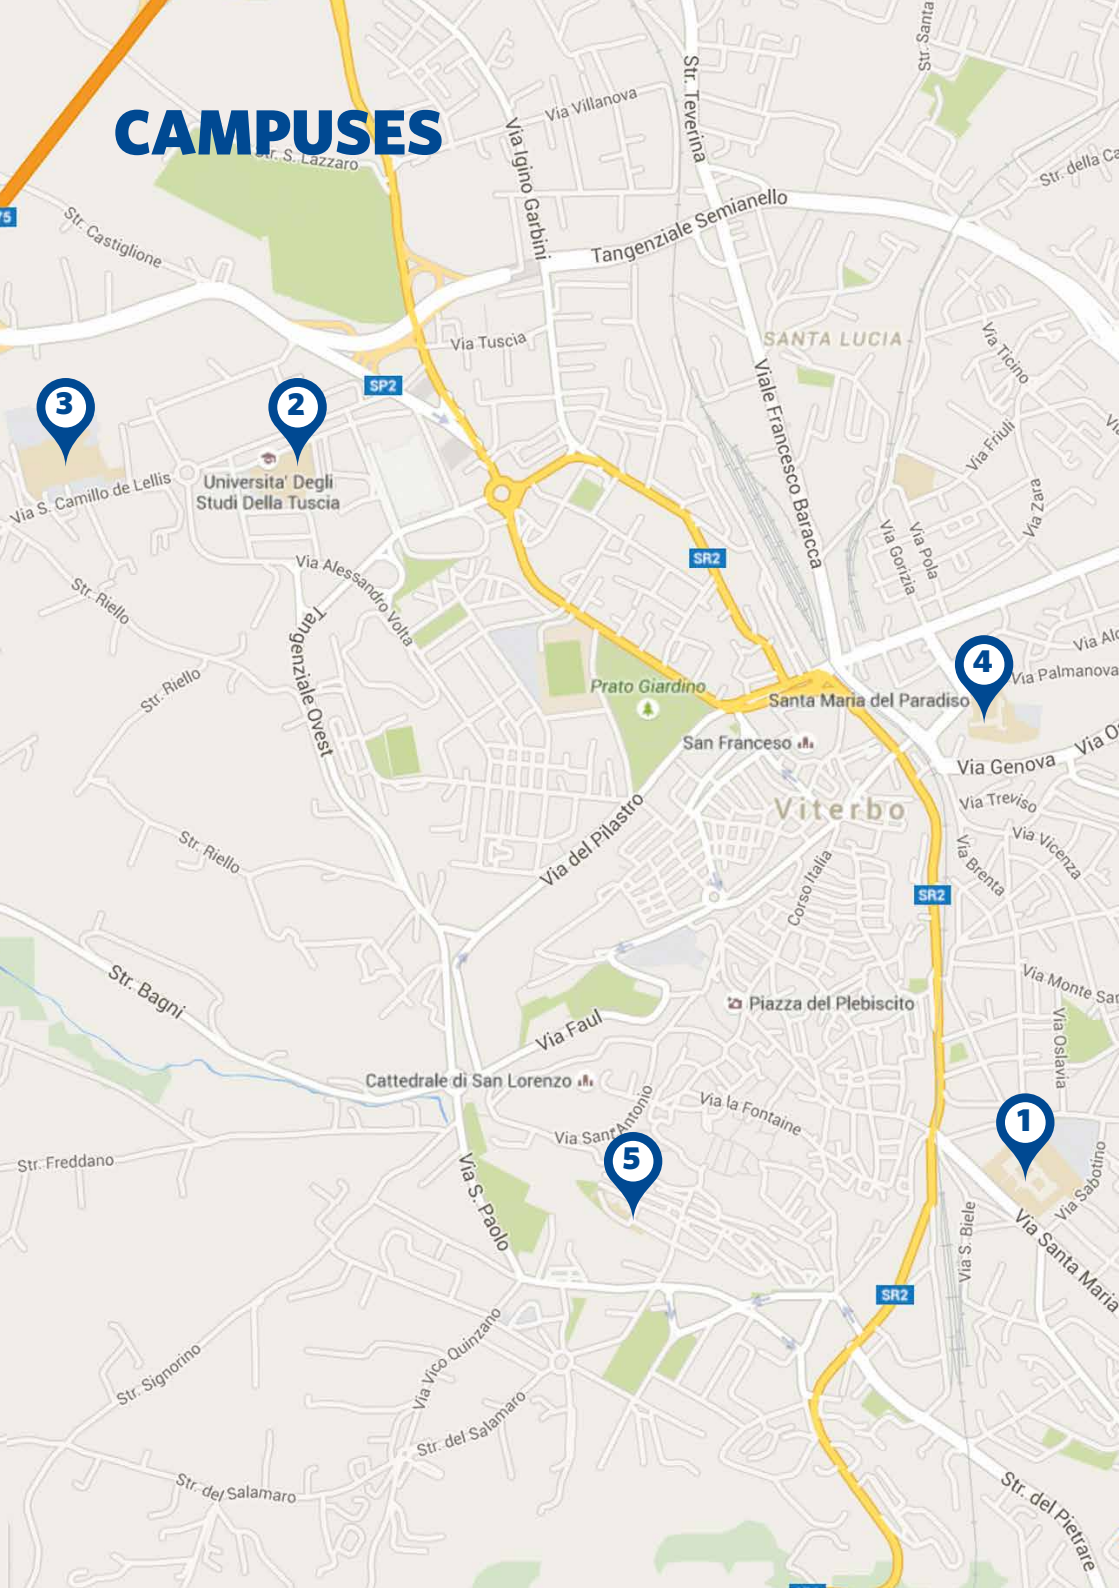 CAMPUSES
Str. S. Lazzaro
Via Villanova
Via Igino Garbini
Str. Teverina
Str. Santa
Str. della Ca
75
Str. Castiglione
Tangenziale Semianello
Via Tuscia
SANTA LUCIA
Via Ticino
SP2
Viale Francesco Baracca
3
2
Via Friuli
Universita' Degli
Studi Della Tuscia
Via S. Camillo de Lellis
Via Zara
Via Pola
Via Gorizia
SR2
Via Alessandro Volta
Str. Riello
Tangenziale Ovest
4
Via Palmanova
Str. Riello
Prato Giardino
Santa Maria del Paradiso
San Franceso
Via Genova
Viterbo
Via Treviso
Via del Pilastro
Via Vicenza
Str. Riello
Via Brenta
Corso Italia
SR2
Str. Bagni
Via Monte San
Piazza del Plebiscito
Via Faul
Via Oslavia
Cattedrale di San Lorenzo
Via la Fontaine
Via Sant'Antonio
1
5
Str. Freddano
Via S. Paolo
Via Sabotino
Via S. Biele
Via Santa Maria
SR2
Via Vico Quinzano
Str. Signorino
Str. del Salamaro
Str. del Salamaro
Str. del Pietrare